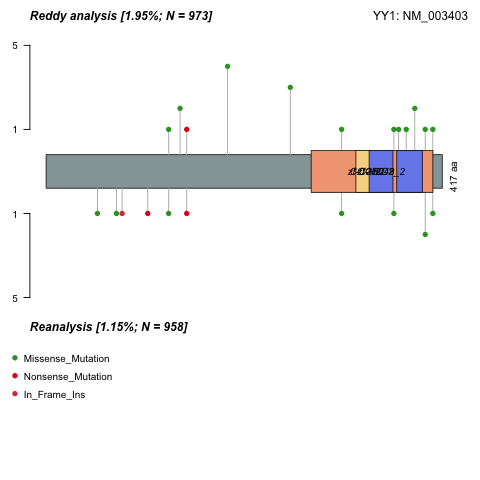 Reddy analysis [1.95%; N = 973]
YY1: NM_003403
5
1
417 aa
1
5
Reanalysis [1.15%; N = 958]
Missense_Mutation
Nonsense_Mutation
In_Frame_Ins